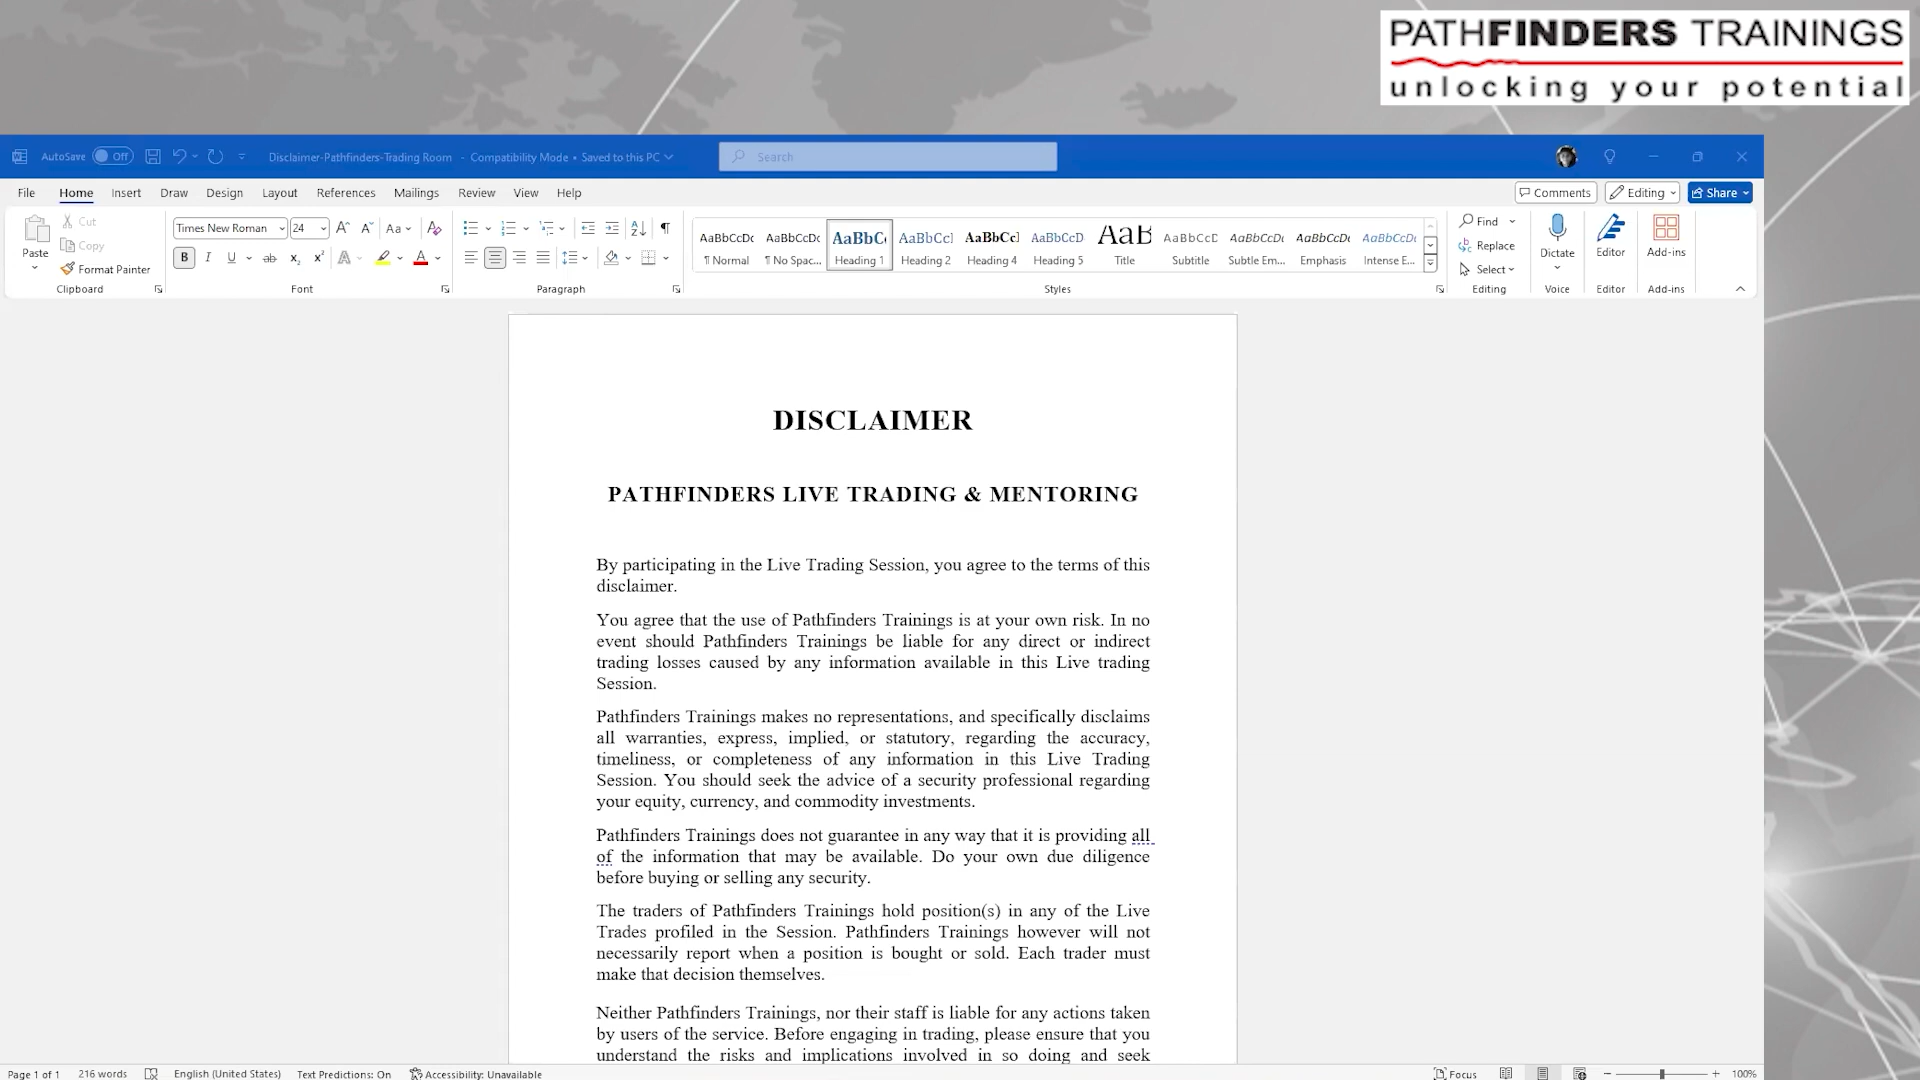 PATHFINDERS TRAININGS
unlocking your potential
AutoSave Off Disclaimer-Pathfinders-Trading Room - Compatibility Mode • Saved to this PC Search
File Home Insert Draw Design Layout References Mailings Review View Help Comments Editing Share
Paste Cut Copy Format Painter
Clipboard
Times New Roman 24
Font
Paragraph
AaBbCcDc AaBbCcDc AaBbC AaBbCcI AaBbCcI AaBbCcD AaB AaBbCcD AaBbCcDı AaBbCcDı AaBbCcDı
¶ Normal ¶ No Spac... Heading 1 Heading 2 Heading 4 Heading 5 Title Subtitle Subtle Em... Emphasis Intense E...
Styles
Find
Replace
Select
Editing
Dictate
Voice
Editor
Editor
Add-ins
Add-ins
DISCLAIMER
PATHFINDERS LIVE TRADING & MENTORING
By participating in the Live Trading Session, you agree to the terms of this
disclaimer.
You agree that the use of Pathfinders Trainings is at your own risk. In no
event should Pathfinders Trainings be liable for any direct or indirect
trading losses caused by any information available in this Live trading
Session.
Pathfinders Trainings makes no representations, and specifically disclaims
all warranties, express, implied, or statutory, regarding the accuracy,
timeliness, or completeness of any information in this Live Trading
Session. You should seek the advice of a security professional regarding
your equity, currency, and commodity investments.
Pathfinders Trainings does not guarantee in any way that it is providing all
of the information that may be available. Do your own due diligence
before buying or selling any security.
The traders of Pathfinders Trainings hold position(s) in any of the Live
Trades profiled in the Session. Pathfinders Trainings however will not
necessarily report when a position is bought or sold. Each trader must
make that decision themselves.
Neither Pathfinders Trainings, nor their staff is liable for any actions taken
by users of the service. Before engaging in trading, please ensure that you
understand the risks and implications involved in so doing and seek
Page 1 of 1 216 words English (United States) Text Predictions: On Accessibility: Unavailable Focus 100%